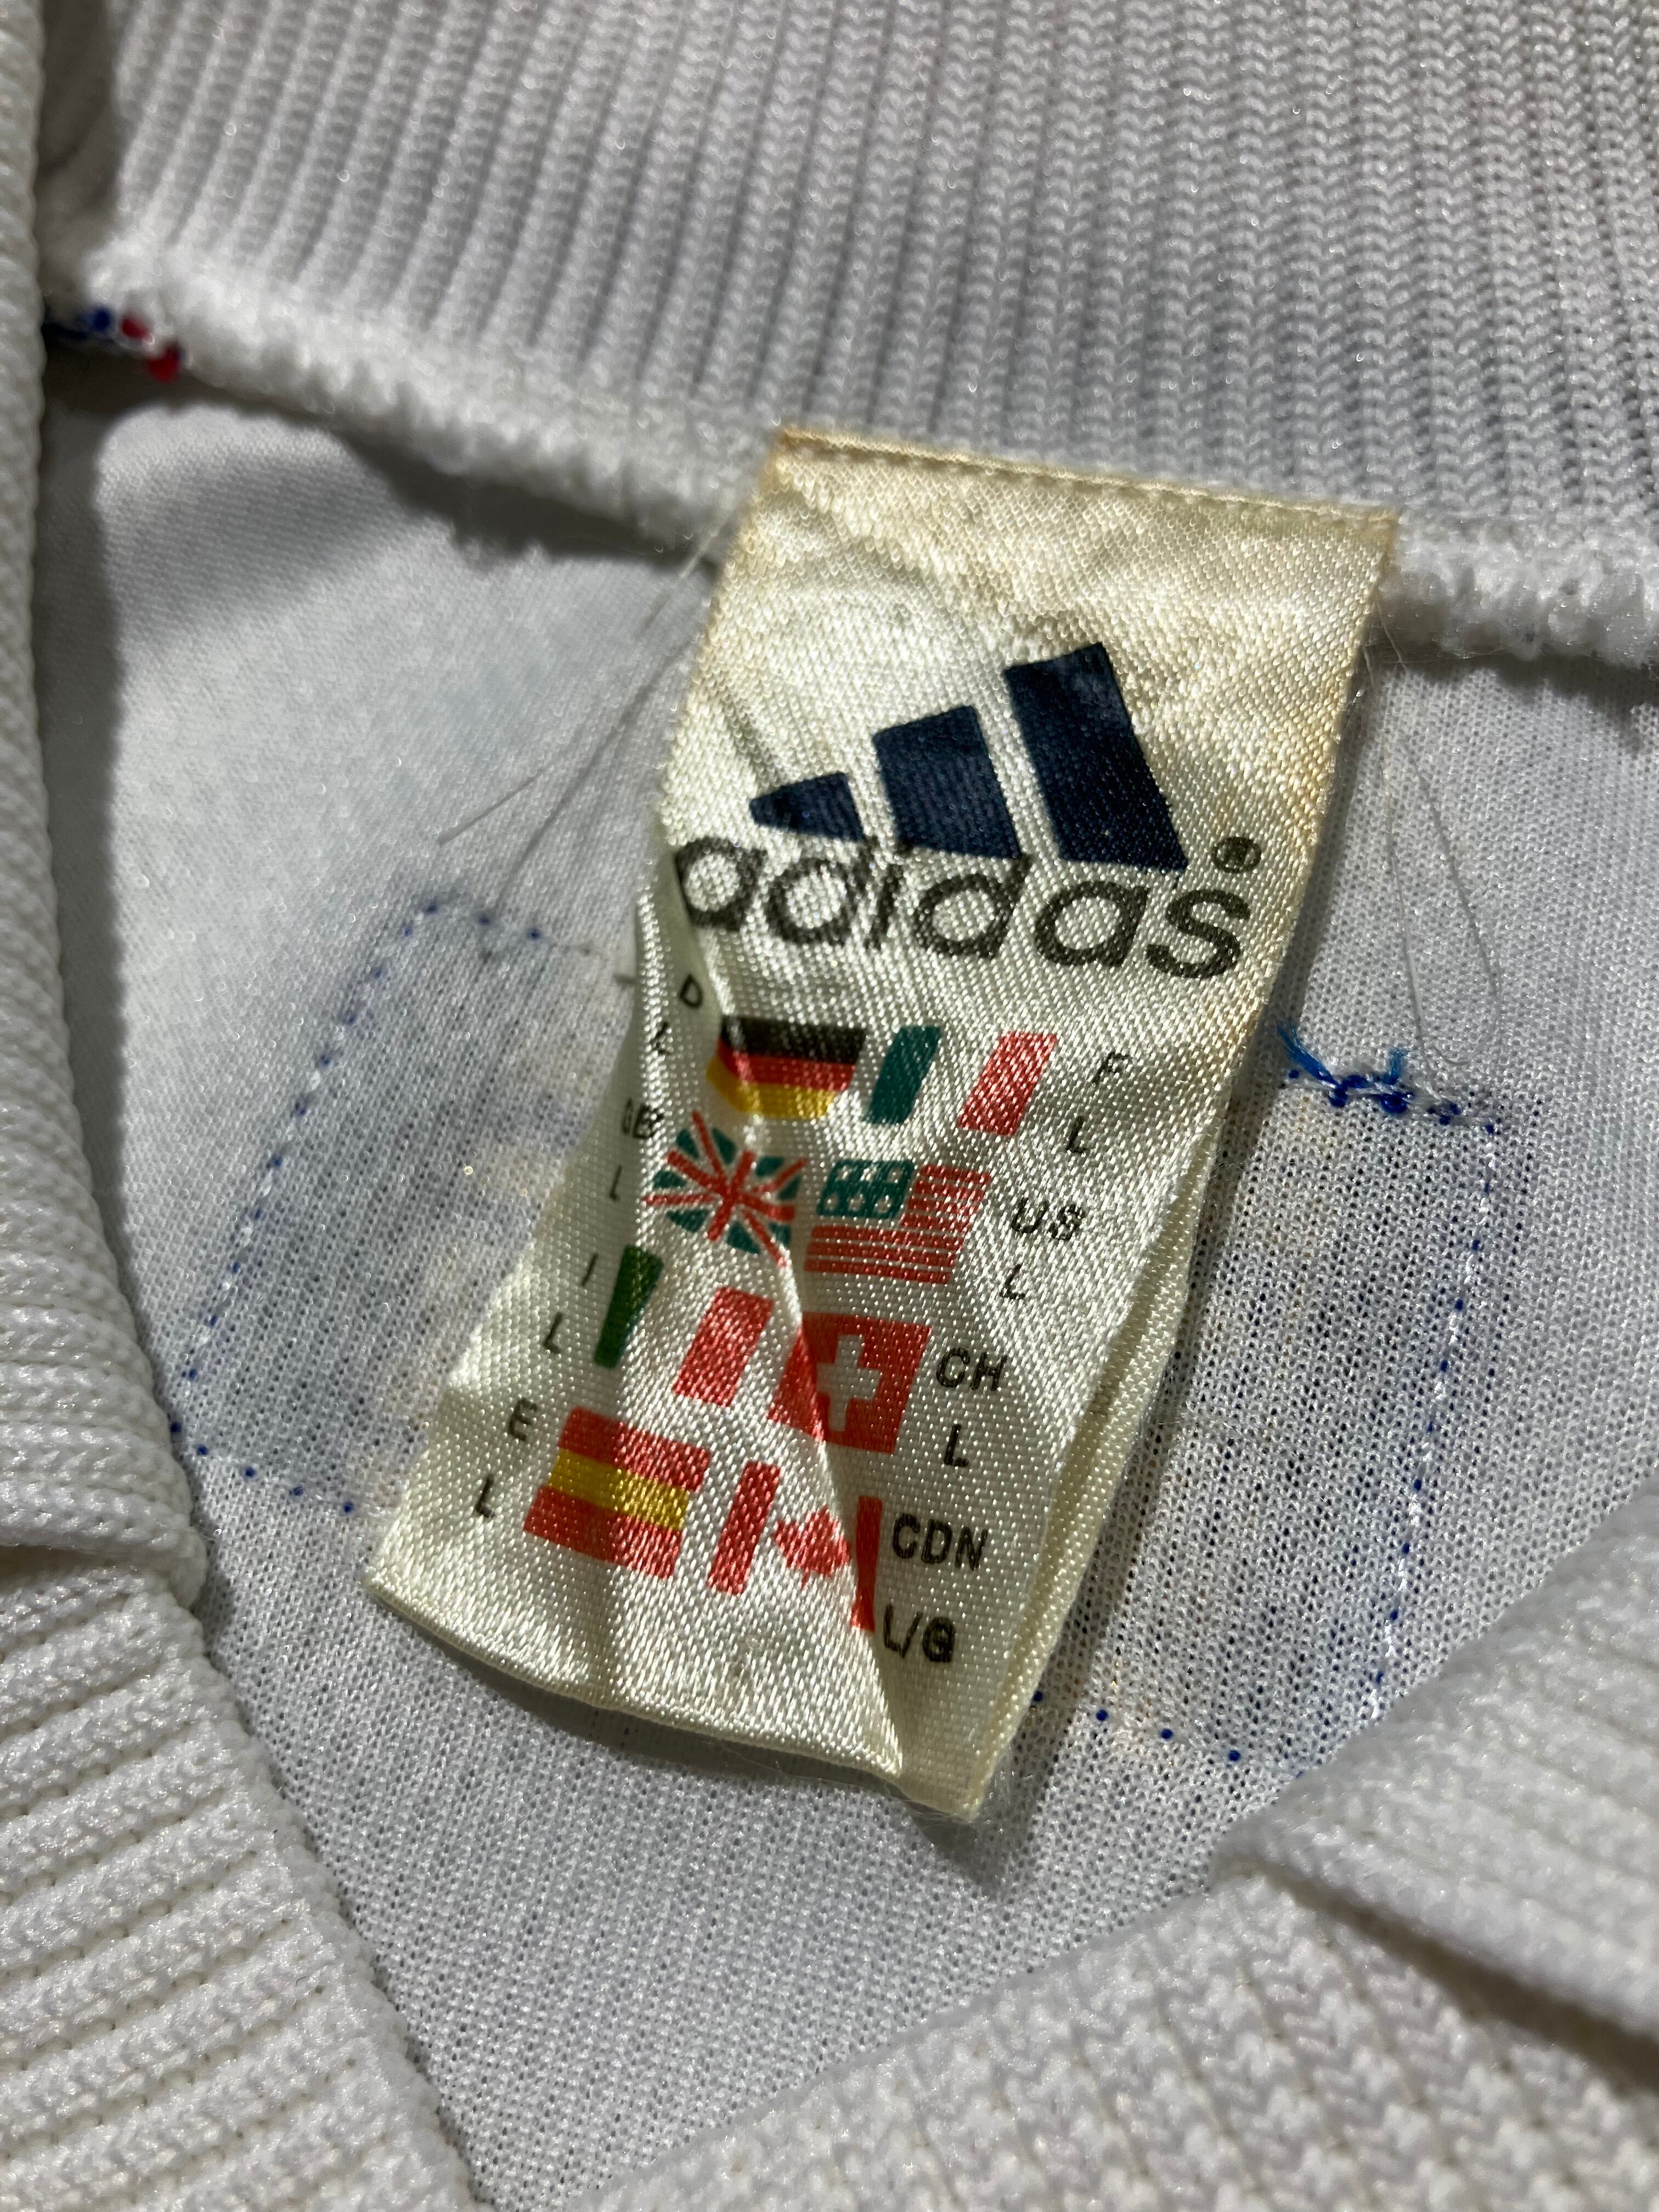 adidas®
D F
L
GB US
L L
I CH
L L
E CDN
L L/G